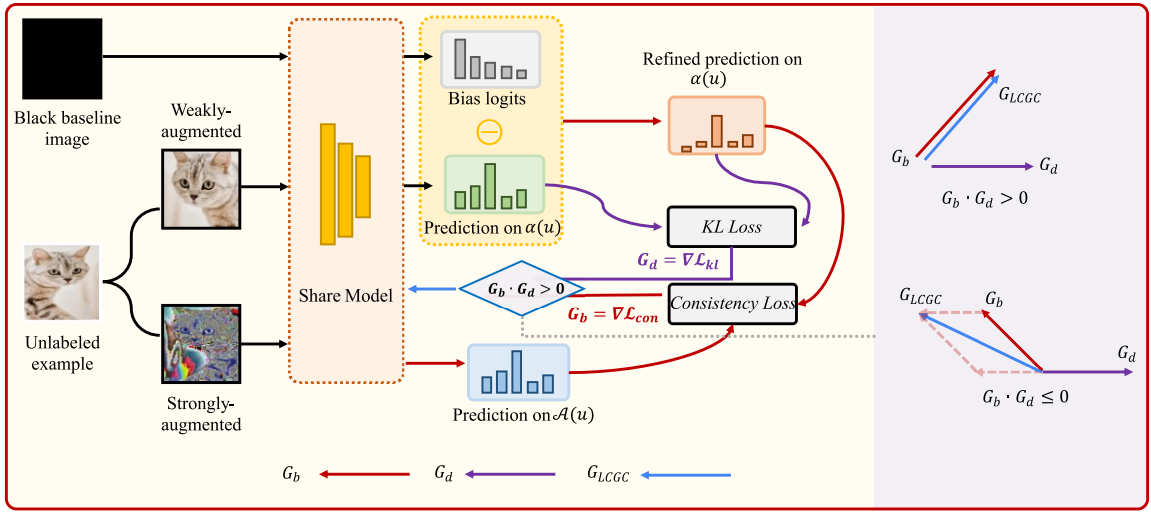 Black baseline
image
Weakly-
augmented
Unlabeled
example
Strongly-
augmented
Share Model
Bias logits
Prediction on α(u)
Refined prediction on
α(u)
KL Loss
G_d = ∇ℒ_kl
G_b · G_d > 0
Consistency Loss
G_b = ∇ℒ_con
Prediction on 𝒜(u)
G_b
G_d
G_LCGC
G_LCGC
G_b
G_d
G_b · G_d > 0
G_LCGC
G_b
G_d
G_b · G_d ≤ 0